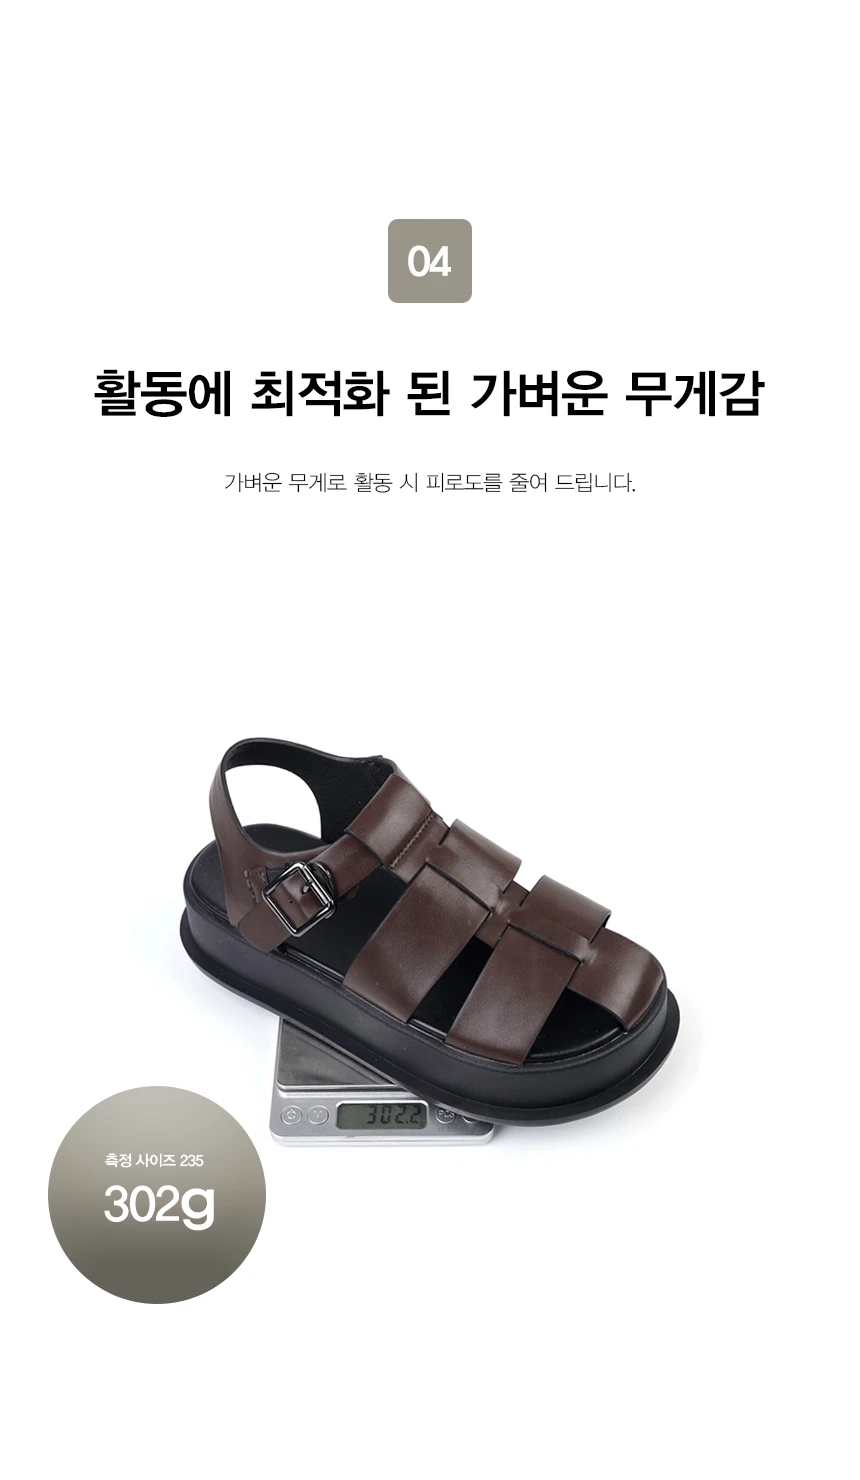 04
활동에 최적화 된 가벼운 무게감
가벼운 무게로 활동 시 피로도를 줄여 드립니다.
302.2
측정 사이즈 235
302g